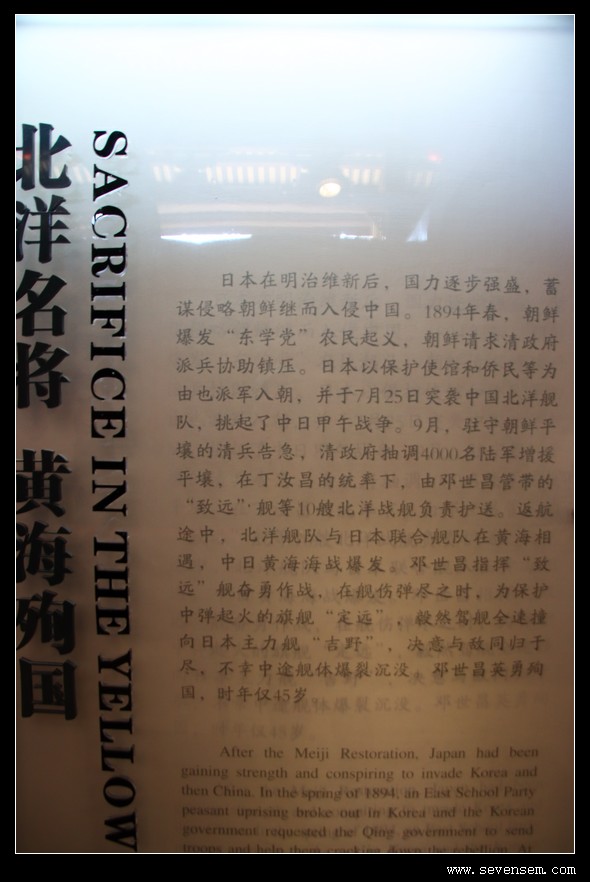 北洋名将 黄海殉国
SACRIFICE IN THE YELLOW
日本在明治维新后，国力逐步强盛，蓄
谋侵略朝鲜继而入侵中国。1894年春，朝鲜
爆发“东学党”农民起义，朝鲜请求清政府
派兵协助镇压。日本以保护使馆和侨民等为
由也派军入朝，并于7月25日突袭中国北洋舰
队，挑起了中日甲午战争。9月，驻守朝鲜平
壤的清兵告急，清政府抽调4000名陆军增援
平壤，在丁汝昌的统率下，由邓世昌管带的
“致远”舰等10艘北洋战舰负责护送。返航
途中，北洋舰队与日本联合舰队在黄海相
遇，中日黄海海战爆发。邓世昌指挥“致
远”舰奋勇作战，在舰伤弹尽之时，为保护
中弹起火的旗舰“定远”，毅然驾舰全速撞
向日本主力舰“吉野”，决意与敌同归于
尽，不幸中途舰体爆裂沉没，邓世昌英勇殉
国，时年仅45岁
After the Meiji Restoration, Japan had been
gaining strength and conspiring to invade Korea and
then China. In the spring of 1894, an East School Party
peasant uprising broke out in Korea and the Korean
government requested the Qing government to send
troops and help them cracking down the rebellion. At
www.sevensem.com